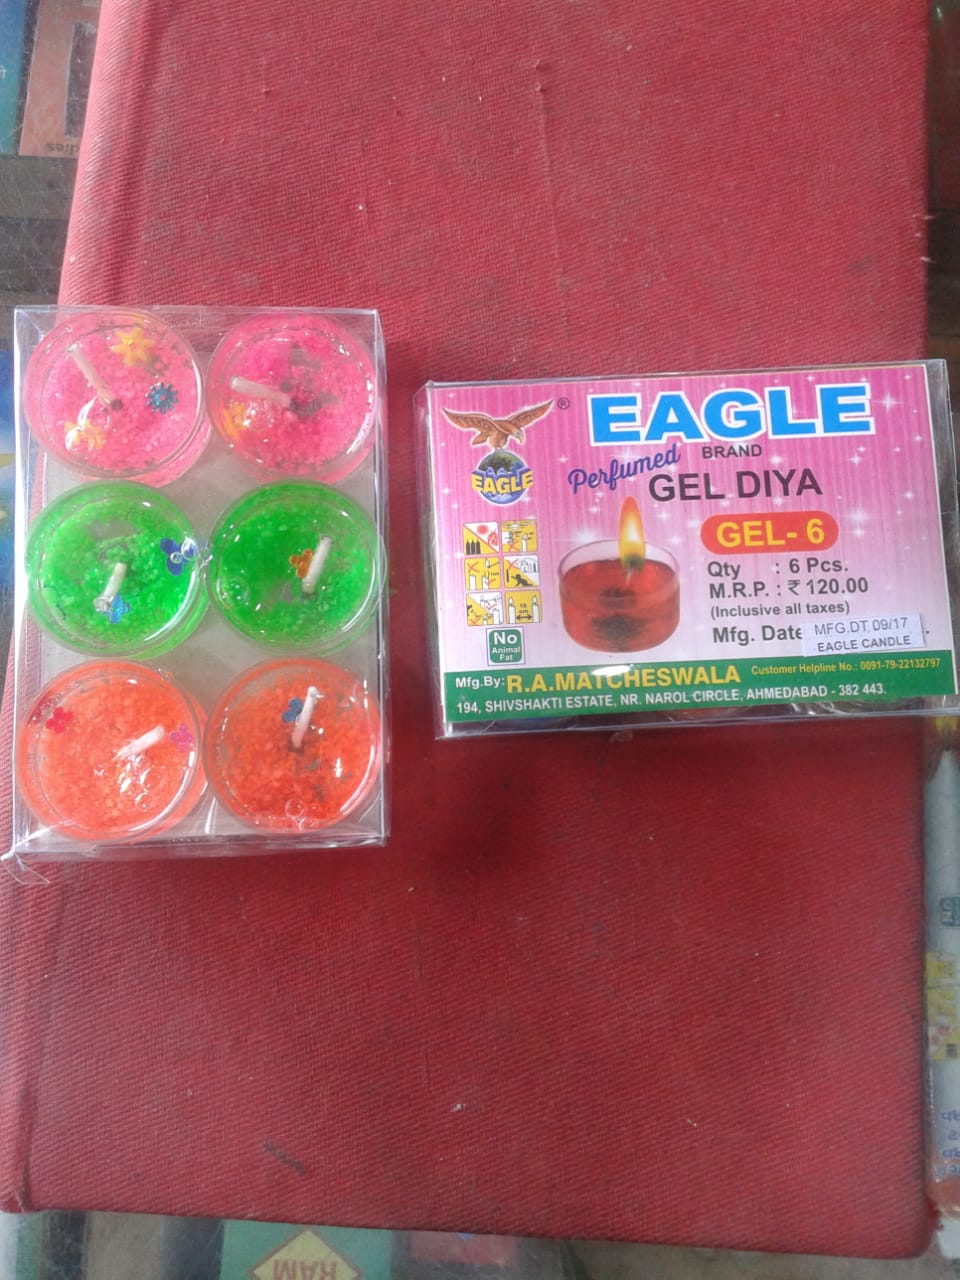 EAGLE
®
EAGLE
BRAND
Perfumed
GEL DIYA
GEL- 6
Qty : 6 Pcs.
M.R.P. : ₹ 120.00
(Inclusive all taxes)
Mfg. Date
MFG.DT. 09/17
EAGLE CANDLE
No
Animal
Fat
Mfg.By: R.A.MATCHESWALA Customer Helpline No.: 0091-79-22132797
194, SHIVSHAKTI ESTATE, NR. NAROL CIRCLE, AHMEDABAD - 382 443.
RAM